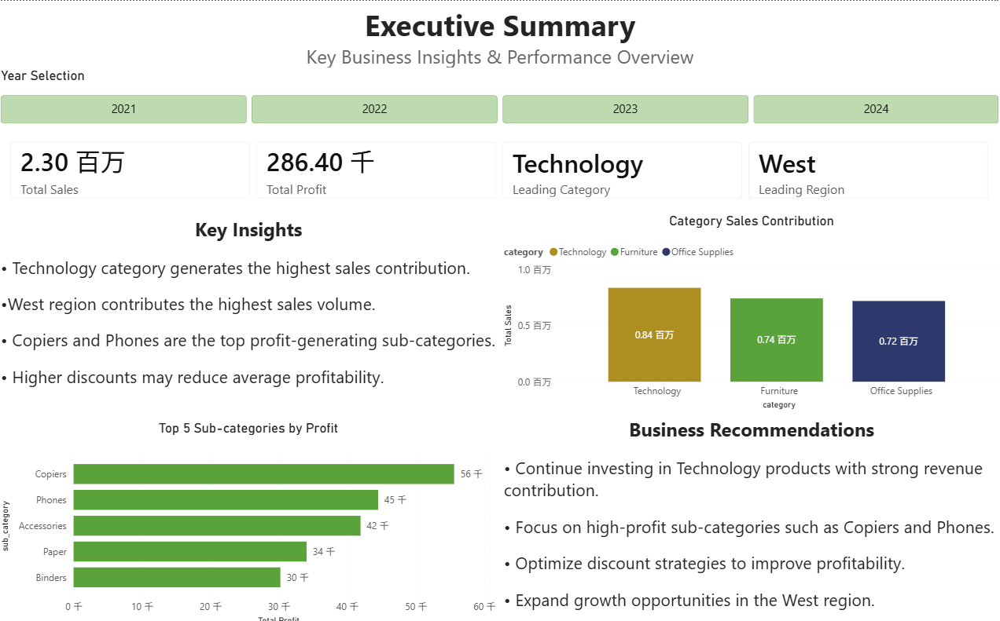 Executive Summary
Key Business Insights & Performance Overview
Year Selection
2021
2022
2023
2024
2.30 百万
Total Sales
286.40 千
Total Profit
Technology
Leading Category
West
Leading Region
Key Insights
• Technology category generates the highest sales contribution.
•West region contributes the highest sales volume.
• Copiers and Phones are the top profit-generating sub-categories.
• Higher discounts may reduce average profitability.
Category Sales Contribution
category Technology Furniture Office Supplies
Total Sales
1.0 百万
0.5 百万
0.0 百万
0.84 百万
0.74 百万
0.72 百万
Technology
Furniture
Office Supplies
category
Top 5 Sub-categories by Profit
sub_category
Copiers 56 千
Phones 45 千
Accessories 42 千
Paper 34 千
Binders 30 千
0 千 10 千 20 千 30 千 40 千 50 千 60 千
Total Profit
Business Recommendations
• Continue investing in Technology products with strong revenue
contribution.
• Focus on high-profit sub-categories such as Copiers and Phones.
• Optimize discount strategies to improve profitability.
• Expand growth opportunities in the West region.